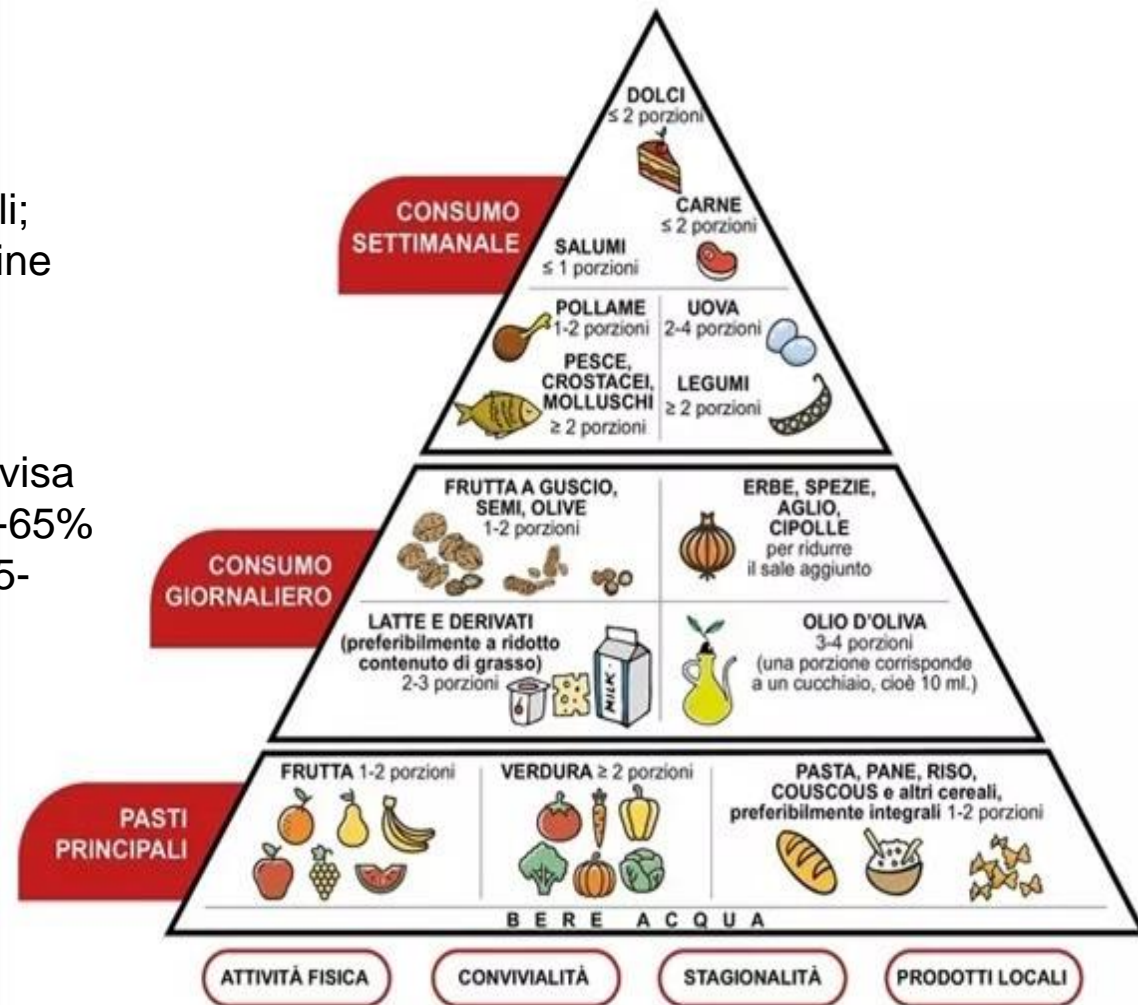 li;
ine
visa
-65%
5-
DOLCI
≤ 2 porzioni
CARNE
≤ 2 porzioni
SALUMI
≤ 1 porzioni
CONSUMO
SETTIMANALE
POLLAME
1-2 porzioni
UOVA
2-4 porzioni
PESCE,
CROSTACEI,
MOLLUSCHI
≥ 2 porzioni
LEGUMI
≥ 2 porzioni
CONSUMO
GIORNALIERO
FRUTTA A GUSCIO,
SEMI, OLIVE
1-2 porzioni
ERBE, SPEZIE,
AGLIO,
CIPOLLE
per ridurre
il sale aggiunto
LATTE E DERIVATI
(preferibilmente a ridotto
contenuto di grasso)
2-3 porzioni
MILK
OLIO D'OLIVA
3-4 porzioni
(una porzione corrisponde
a un cucchiaio, cioè 10 ml.)
PASTI
PRINCIPALI
FRUTTA 1-2 porzioni
VERDURA ≥ 2 porzioni
PASTA, PANE, RISO,
COUSCOUS e altri cereali,
preferibilmente integrali 1-2 porzioni
BERE ACQUA
ATTIVITÀ FISICA
CONVIVIALITÀ
STAGIONALITÀ
PRODOTTI LOCALI